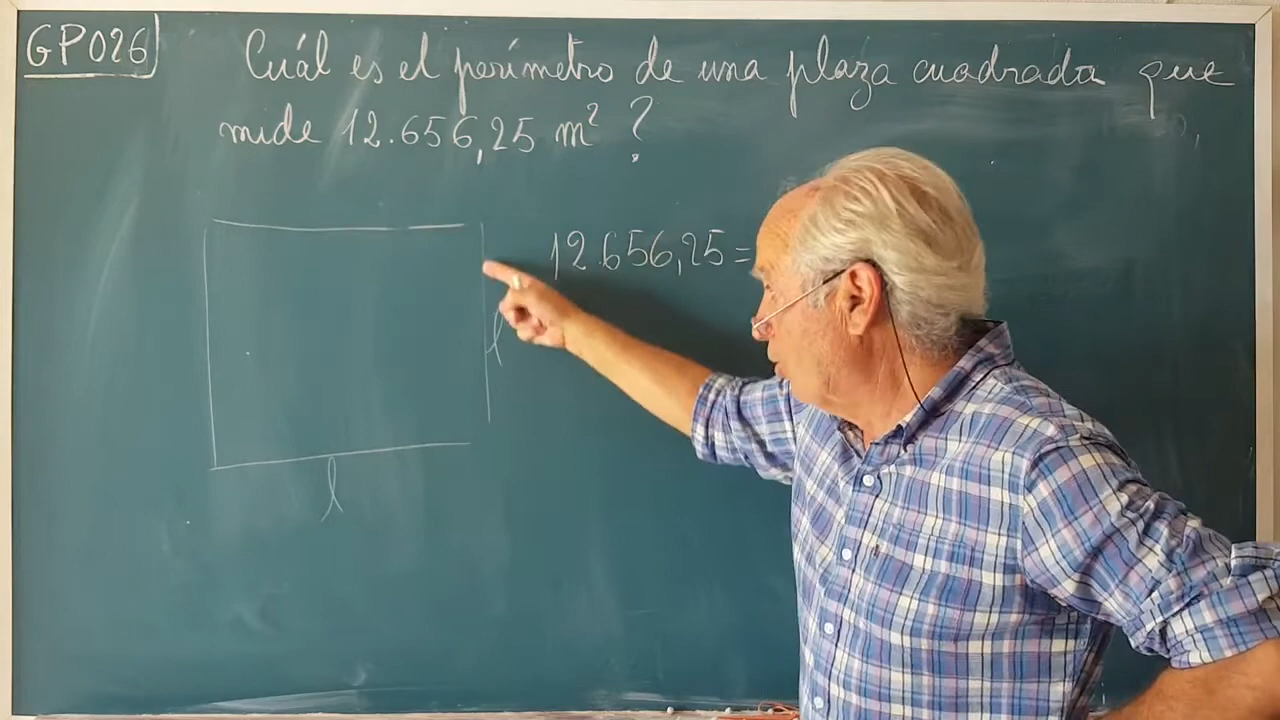 GP026
Cuál es el perímetro de una plaza cuadrada que
mide 12.656,25 m² ?
12.656,25 =
l
l